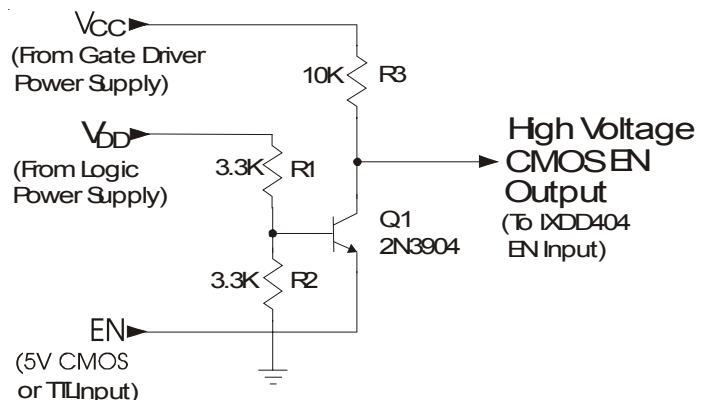 VCC
(From Gate Driver
Power Supply)
10K
R3
VDD
(From Logic
Power Supply)
3.3K
R1
High Voltage
CMOS EN
Output
(To IXDD404
EN Input)
Q1
2N3904
3.3K
R2
EN
(5V CMOS
or TTL Input)